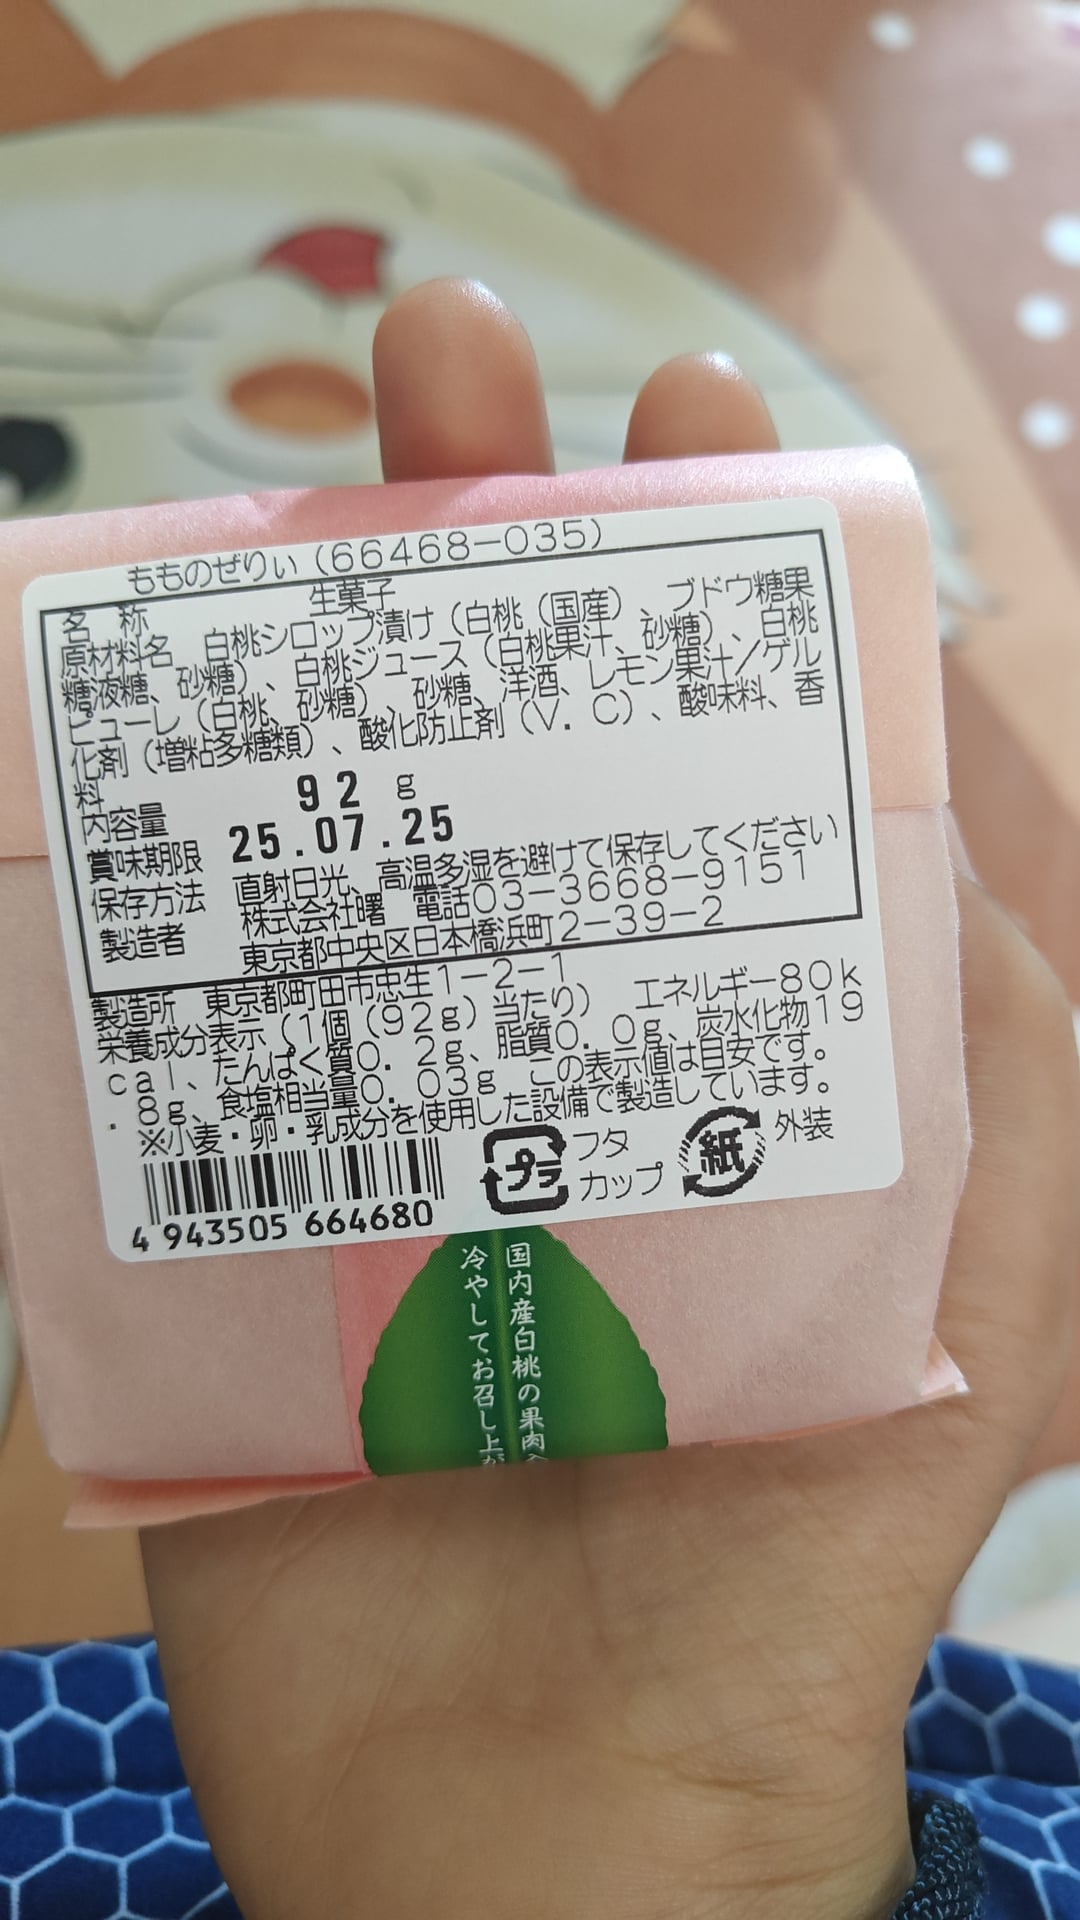 もものぜりぃ（66468-035）
名　称　生菓子
原材料名　白桃シロップ漬け（白桃（国産）、ブドウ糖果
糖液糖、砂糖）、白桃ジュース（白桃果汁、砂糖）、白桃
ピューレ（白桃、砂糖）、砂糖、洋酒、レモン果汁／ゲル
化剤（増粘多糖類）、酸化防止剤（V．C）、酸味料、香
料
内容量　92 g
賞味期限　25.07.25
保存方法　直射日光、高温多湿を避けて保存してください
製造者　株式会社曙　電話03-3668-9151
東京都中央区日本橋浜町2-39-2
製造所　東京都町田市忠生1-2-1
栄養成分表示〔1個（92g）当たり〕　エネルギー80k
cal、たんぱく質0．2g、脂質0．0g、炭水化物19
．8g、食塩相当量0．03g　この表示値は目安です。
※小麦・卵・乳成分を使用した設備で製造しています。
プラ
フタ
カップ
紙
外装
4 943505 664680
国内産白桃の果肉
冷やしてお召し上が